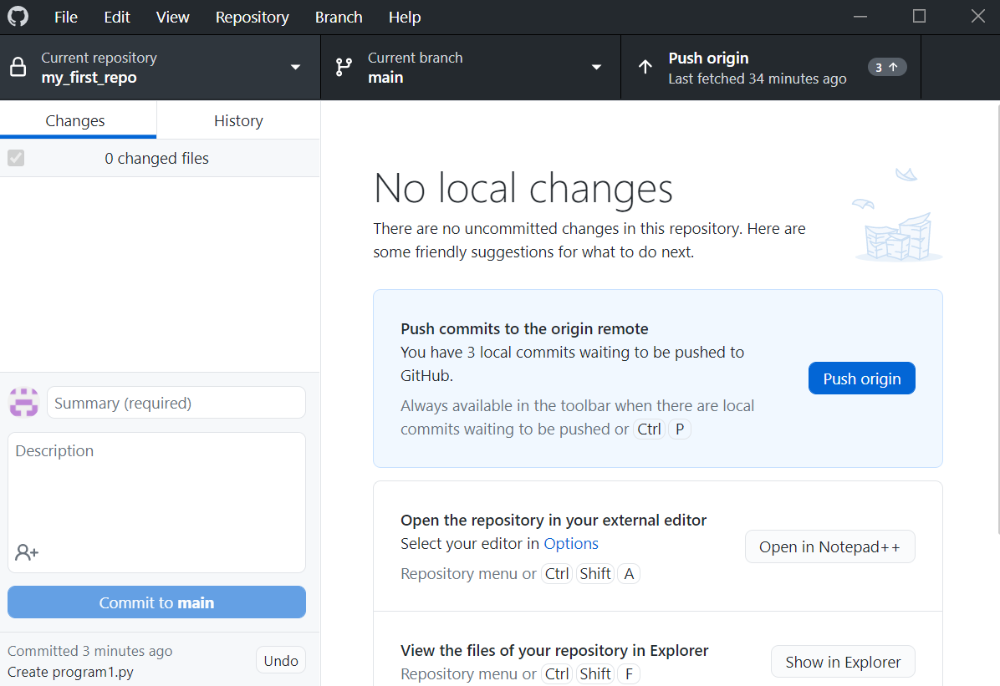 File Edit View Repository Branch Help
Current repository
my_first_repo
Current branch
main
Push origin
Last fetched 34 minutes ago
3
Changes
History
0 changed files
Summary (required)
Description
Commit to main
Committed 3 minutes ago
Create program1.py
Undo
No local changes
There are no uncommitted changes in this repository. Here are
some friendly suggestions for what to do next.
Push commits to the origin remote
You have 3 local commits waiting to be pushed to
GitHub.
Always available in the toolbar when there are local
commits waiting to be pushed or Ctrl P
Push origin
Open the repository in your external editor
Select your editor in Options
Repository menu or Ctrl Shift A
Open in Notepad++
View the files of your repository in Explorer
Repository menu or Ctrl Shift F
Show in Explorer